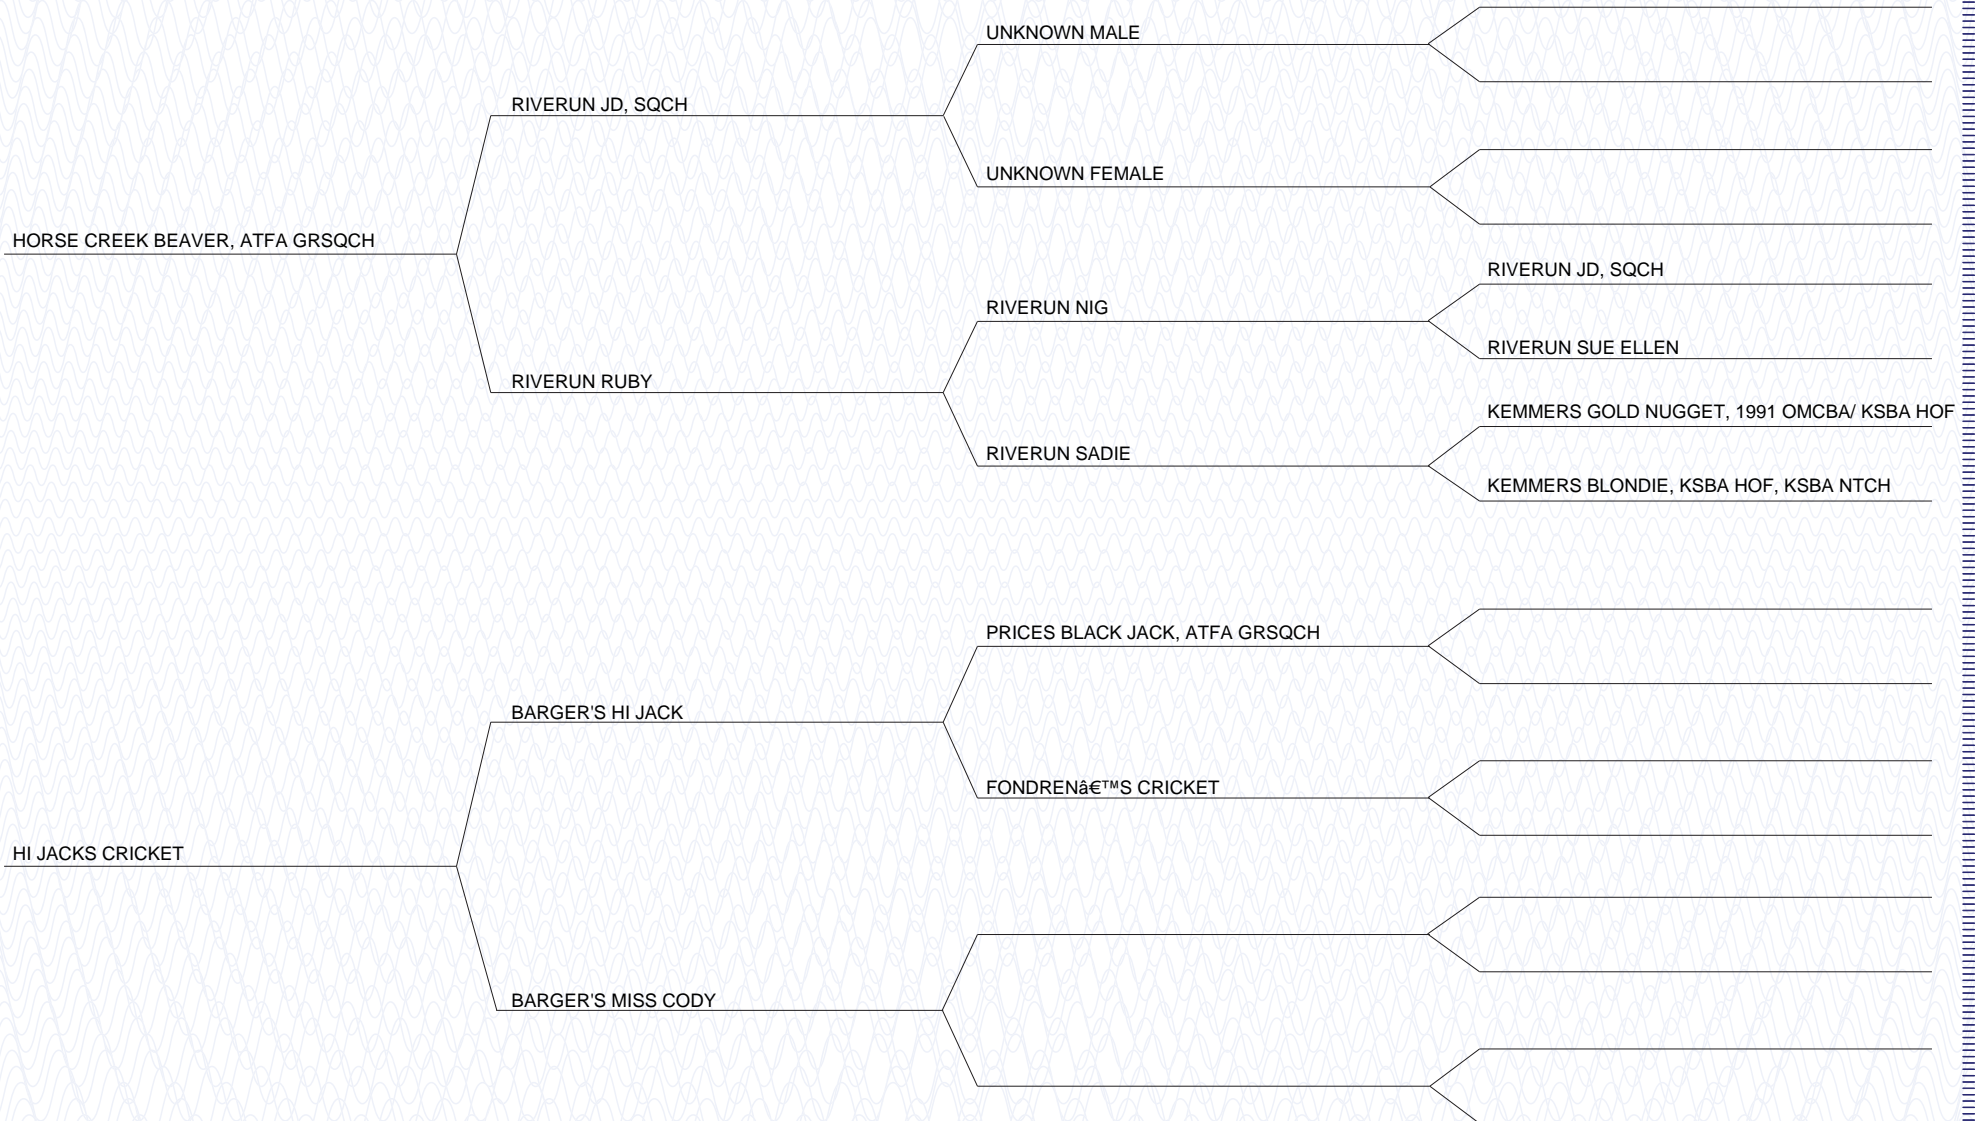 UNKNOWN MALE
RIVERUN JD, SQCH
UNKNOWN FEMALE
HORSE CREEK BEAVER, ATFA GRSQCH
RIVERUN JD, SQCH
RIVERUN NIG
RIVERUN SUE ELLEN
RIVERUN RUBY
KEMMERS GOLD NUGGET, 1991 OMCBA/ KSBA HOF
RIVERUN SADIE
KEMMERS BLONDIE, KSBA HOF, KSBA NTCH
PRICES BLACK JACK, ATFA GRSQCH
BARGER'S HI JACK
FONDRENâ€™S CRICKET
HI JACKS CRICKET
BARGER'S MISS CODY